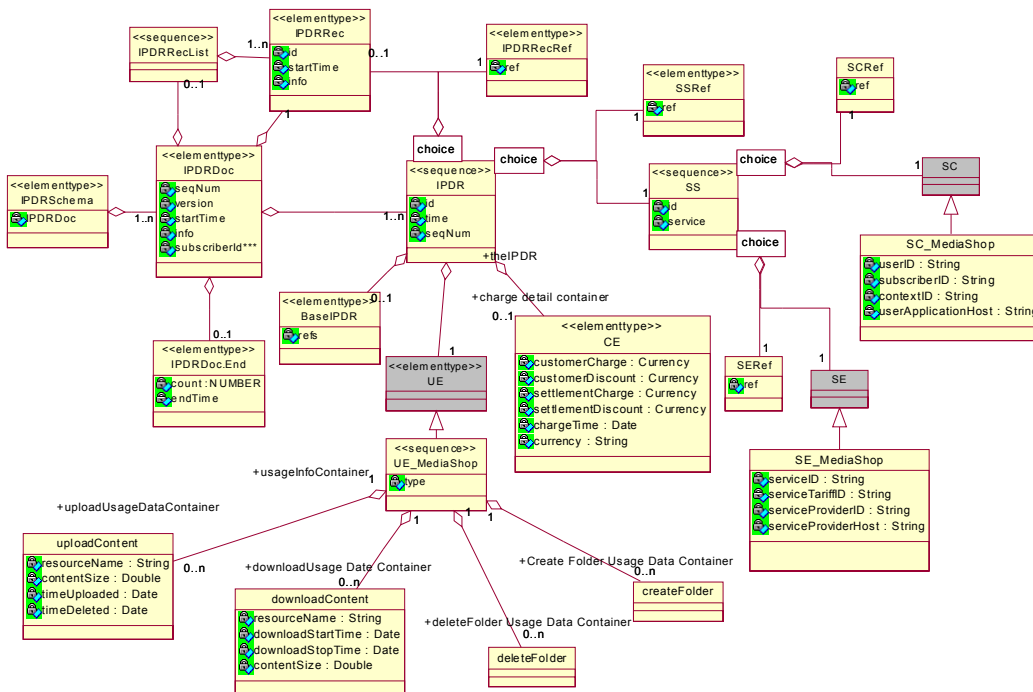 <<sequence>>
IPDRRecList
1..n
0..1
<<elementtype>>
IPDRRec
id
startTime
info
0..1
1
<<elementtype>>
IPDRRecRef
ref
1
<<elementtype>>
SSRef
ref
1
SCRef
ref
1
<<elementtype>>
IPDRSchema
IPDRDoc
1..n
<<elementtype>>
IPDRDoc
seqNum
version
startTime
info
subscriberId***
1..n
choice
choice
<<sequence>>
IPDR
id
time
seqNum
+theIPDR
1
<<sequence>>
SS
id
service
choice
choice
1
SC
SC_MediaShop
userID : String
subscriberID : String
contextID : String
userApplicationHost : String
0..1
<<elementtype>>
IPDRDoc.End
count : NUMBER
endTime
0..1
<<elementtype>>
BaseIPDR
refs
+charge detail container
0..1
<<elementtype>>
CE
customerCharge : Currency
customerDiscount : Currency
settlementCharge : Currency
settlementDiscount : Currency
chargeTime : Date
currency : String
1
<<elementtype>>
UE
1
SERef
ref
1
SE
SE_MediaShop
serviceID : String
serviceTariffID : String
serviceProviderID : String
serviceProviderHost : String
<<sequence>>
UE_MediaShop
type
+usageInfoContainer
1
1
1
1
+uploadUsageDataContainer
0..n
uploadContent
resourceName : String
contentSize : Double
timeUploaded : Date
timeDeleted : Date
+downloadUsage Date Container
0..n
downloadContent
resourceName : String
downloadStartTime : Date
downloadStopTime : Date
contentSize : Double
+Create Folder Usage Data Container
0..n
createFolder
+deleteFolder Usage Data Container
0..n
deleteFolder